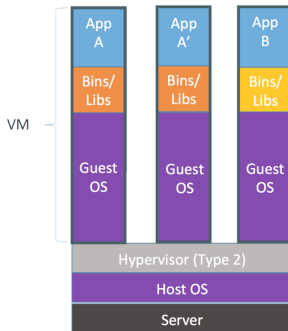 App
A
App
A'
App
B
Bins/
Libs
Bins/
Libs
Bins/
Libs
VM
Guest
OS
Guest
OS
Guest
OS
Hypervisor (Type 2)
Host OS
Server